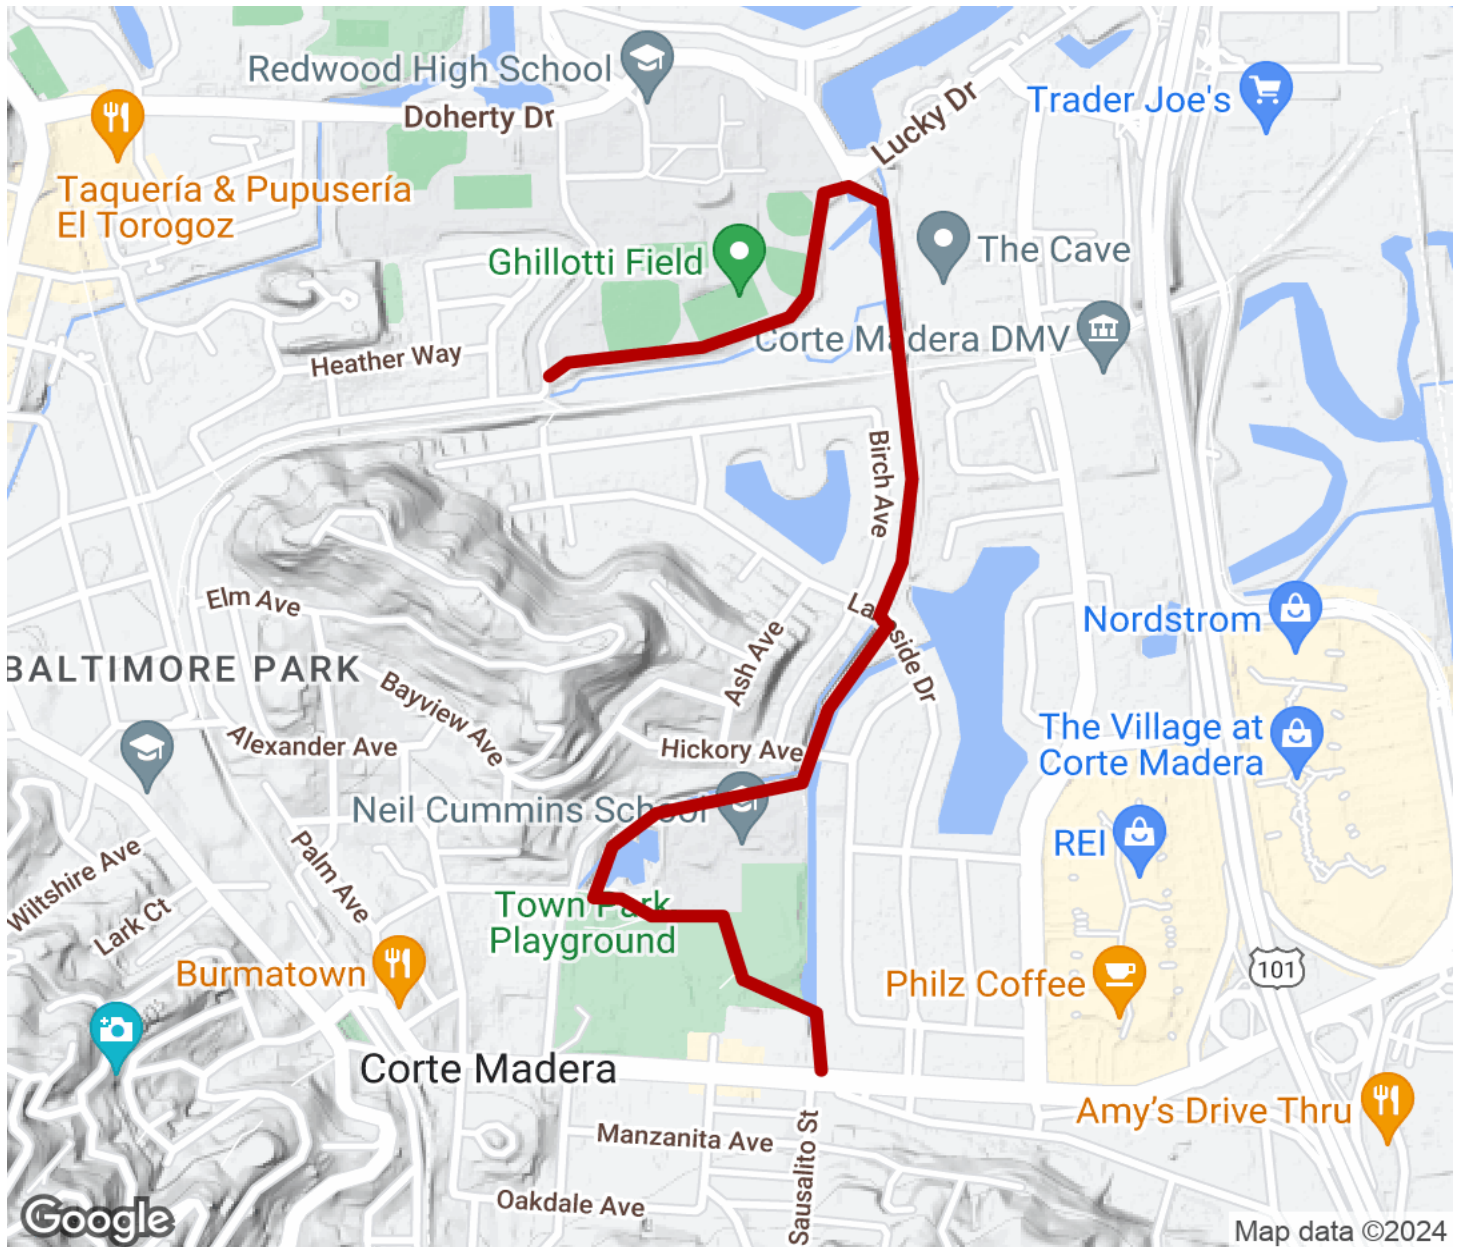 Redwood High School
Doherty Dr
Lucky Dr
Trader Joe's
Taquería & Pupusería
El Torogoz
Ghillotti Field
The Cave
Corte Madera DMV
Heather Way
Birch Ave
Elm Ave
Lakeside Dr
Nordstrom
BALTIMORE PARK
Ash Ave
Bayview Ave
Alexander Ave
Hickory Ave
The Village at
Corte Madera
Neil Cummins School
REI
Wiltshire Ave
Palm Ave
Lark Ct
Town Park
Playground
Burmatown
Philz Coffee
101
Corte Madera
Amy’s Drive Thru
Manzanita Ave
Sausalito St
Oakdale Ave
Google
Map data ©2024